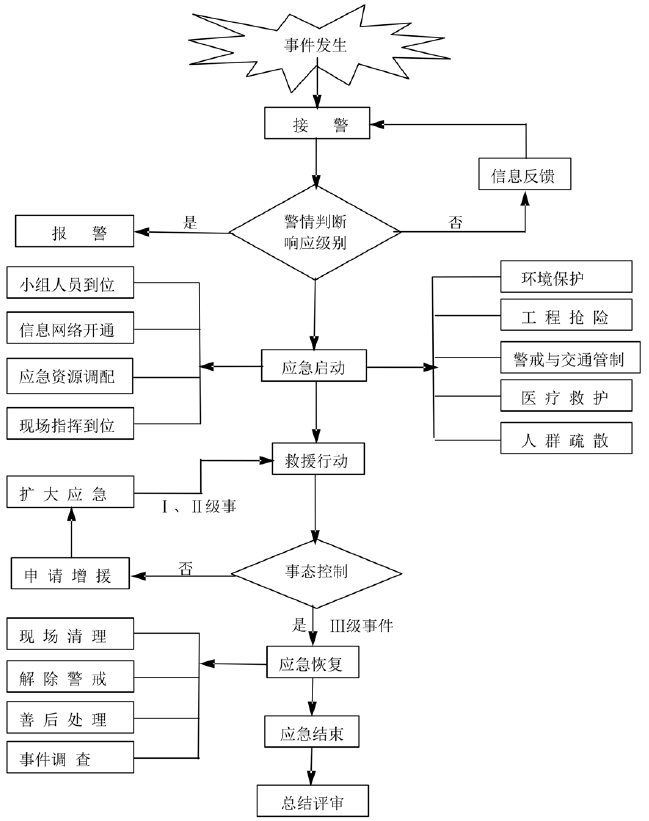 事件发生
接 警
信息反馈
警情判断
响应级别
是
否
报 警
小组人员到位
信息网络开通
应急资源调配
现场指挥到位
应急启动
环境保护
工程抢险
警戒与交通管制
医疗救护
人群疏散
救援行动
扩大应急
Ⅰ、Ⅱ级事
申请增援
否
事态控制
是 Ⅲ级事件
现场清理
解除警戒
善后处理
事件调查
应急恢复
应急结束
总结评审